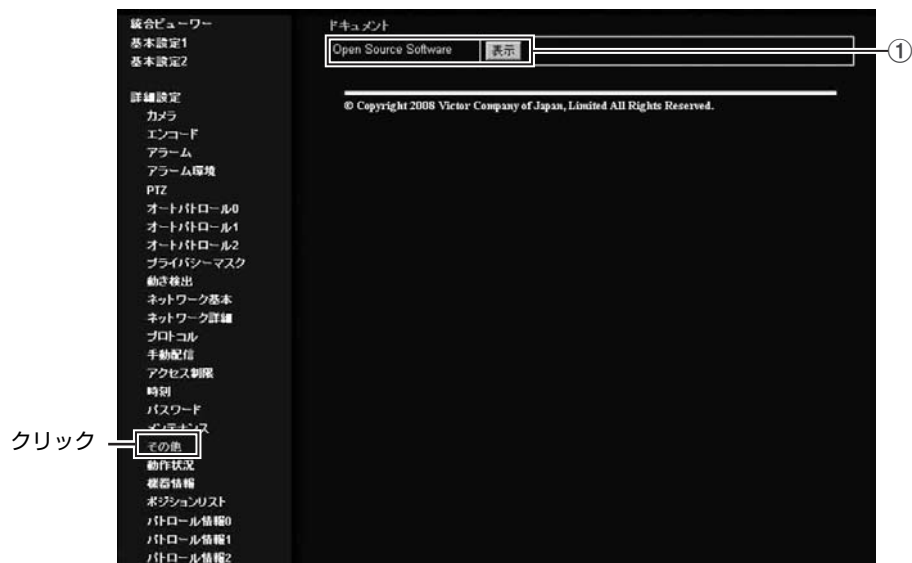 統合ビューワー
基本設定1
基本設定2
詳細設定
カメラ
エンコード
アラーム
アラーム環境
PTZ
オートパトロール0
オートパトロール1
オートパトロール2
プライバシーマスク
動き検出
ネットワーク基本
ネットワーク詳細
プロトコル
手動配信
アクセス制限
時刻
パスワード
メンテナンス
クリック
その他
動作状況
機器情報
ポジションリスト
パトロール情報0
パトロール情報1
パトロール情報2
ドキュメント
Open Source Software 表示
①
© Copyright 2008 Victor Company of Japan, Limited All Rights Reserved.